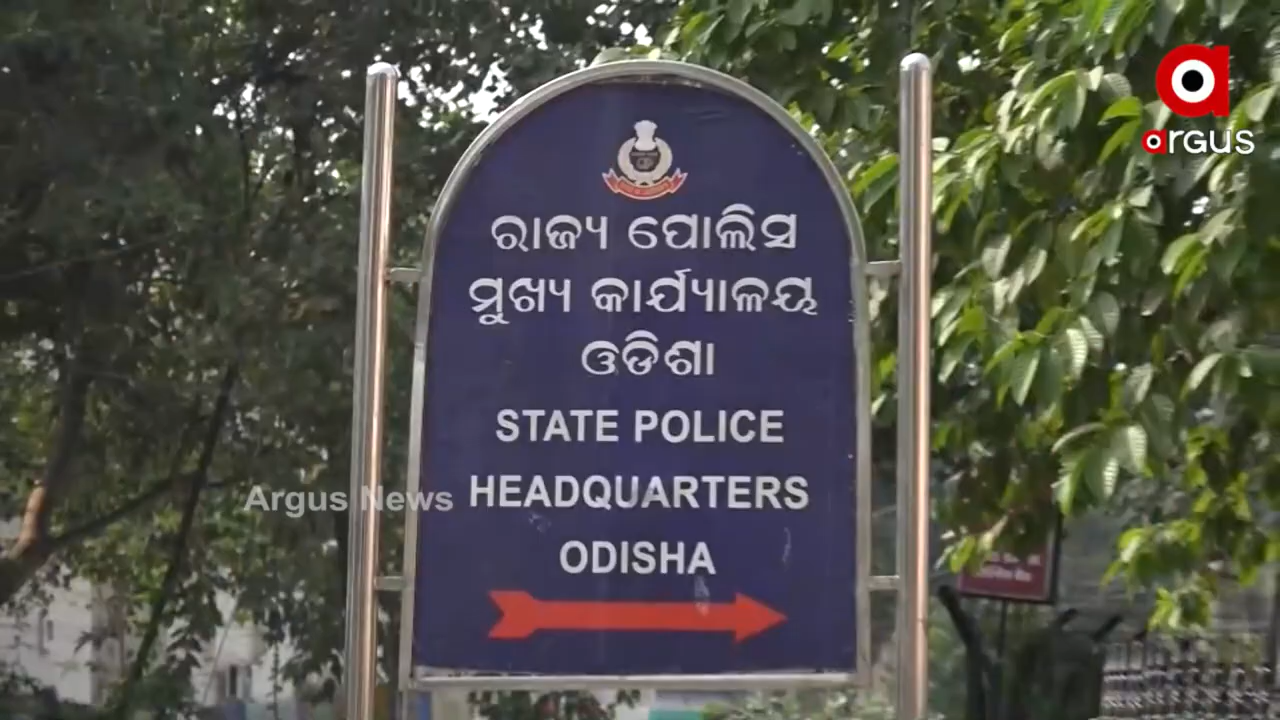 ରାଜ୍ୟ ପୋଲିସ
ମୁଖ୍ୟ କାର୍ଯ୍ୟାଳୟ
ଓଡିଶା
STATE POLICE
HEADQUARTERS
ODISHA
argus
Argus News